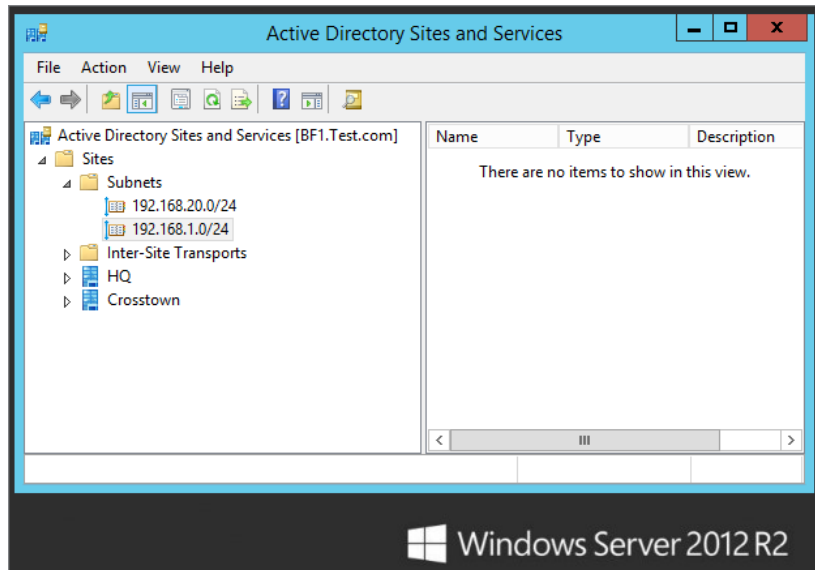 Active Directory Sites and Services
File Action View Help
Active Directory Sites and Services [BF1.Test.com]
Sites
Subnets
192.168.20.0/24
192.168.1.0/24
Inter-Site Transports
HQ
Crosstown
Name Type Description
There are no items to show in this view.
Windows Server 2012 R2